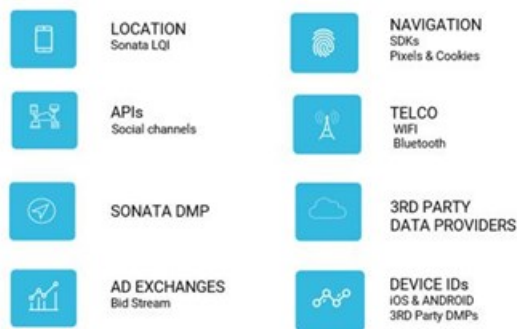 LOCATION
Sonata LQI
NAVIGATION
SDKs
Pixels & Cookies
APIs
Social channels
TELCO
WIFI
Bluetooth
SONATA DMP
3RD PARTY
DATA PROVIDERS
AD EXCHANGES
Bid Stream
DEVICE IDs
iOS & ANDROID
3RD Party DMPs